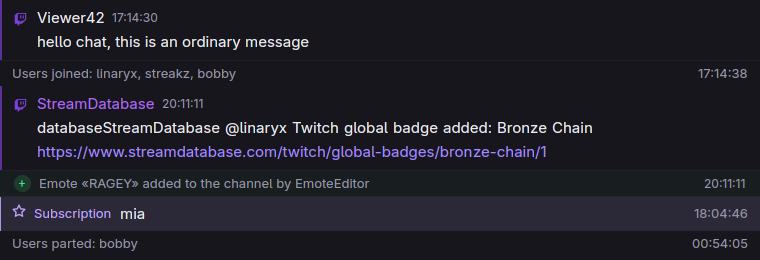 Viewer42 17:14:30
hello chat, this is an ordinary message
Users joined: linaryx, streakz, bobby 17:14:38
StreamDatabase 20:11:11
databaseStreamDatabase @linaryx Twitch global badge added: Bronze Chain
https://www.streamdatabase.com/twitch/global-badges/bronze-chain/1
+ Emote «RAGEY» added to the channel by EmoteEditor 20:11:11
Subscription mia 18:04:46
Users parted: bobby 00:54:05